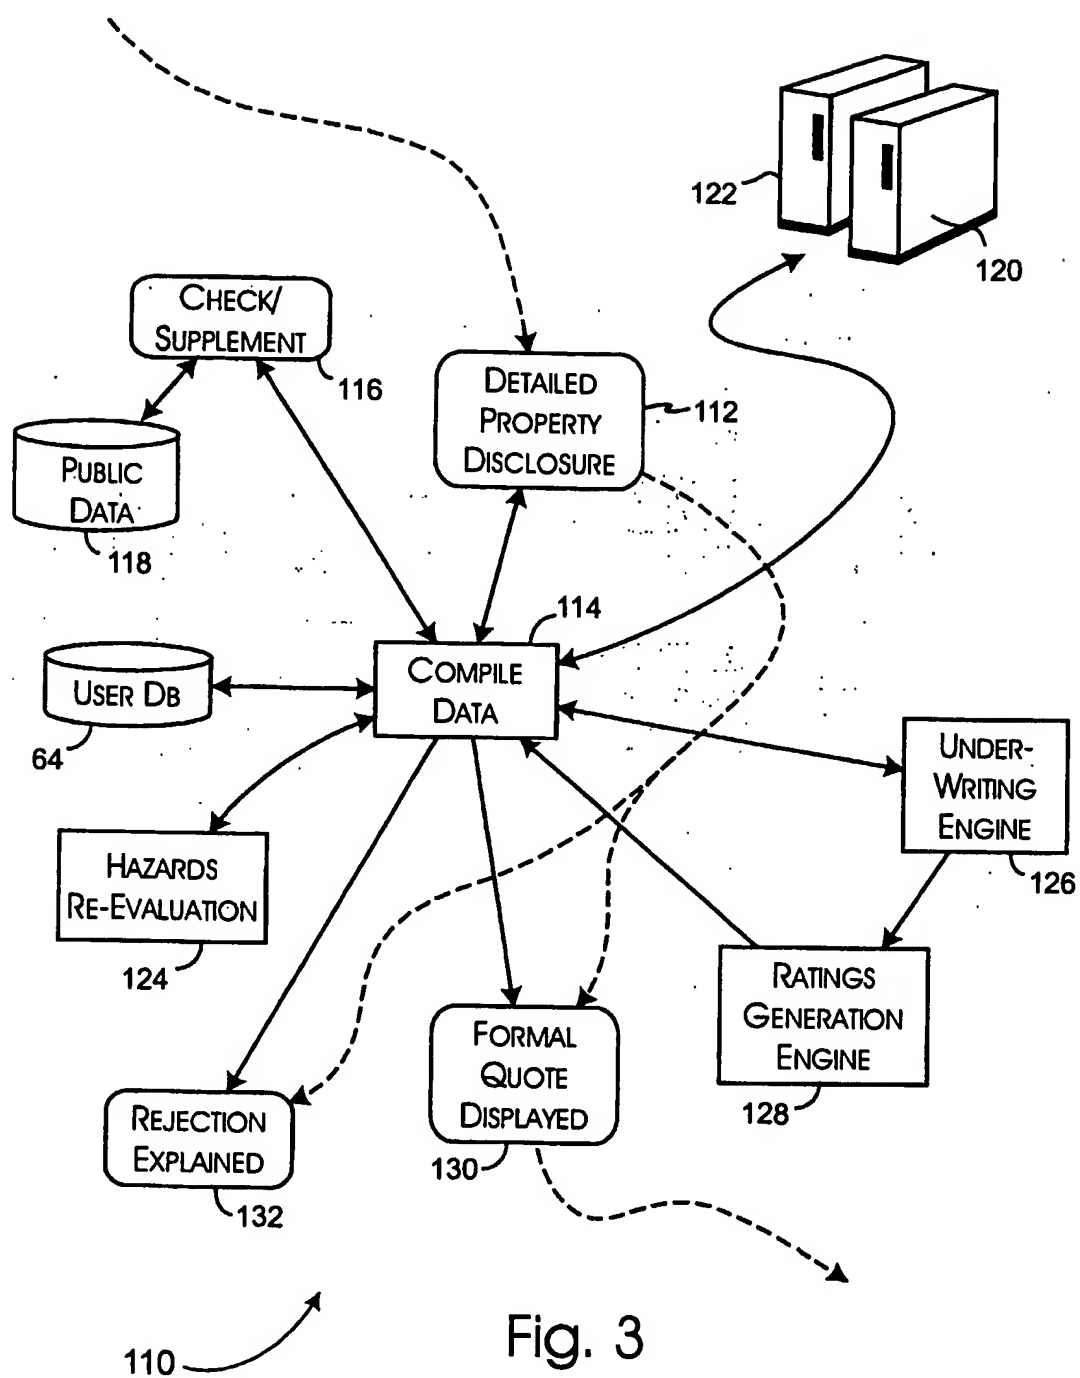 122
120
CHECK/
SUPPLEMENT
116
DETAILED
PROPERTY
DISCLOSURE
112
PUBLIC
DATA
118
114
COMPILE
DATA
USER DB
64
UNDER-
WRITING
ENGINE
126
HAZARDS
RE-EVALUATION
124
RATINGS
GENERATION
ENGINE
128
FORMAL
QUOTE
DISPLAYED
130
REJECTION
EXPLAINED
132
110
Fig. 3